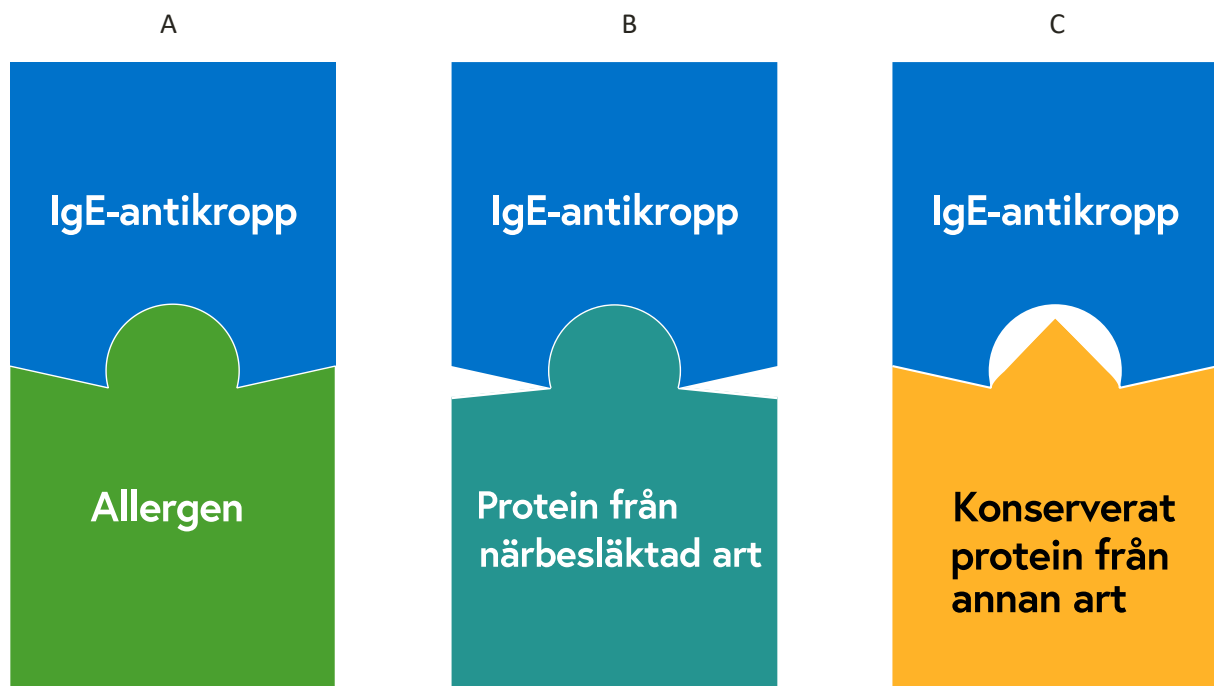 A
B
C
IgE-antikropp
IgE-antikropp
IgE-antikropp
Allergen
Protein från
närbesläktad art
Konserverat
protein från
annan art